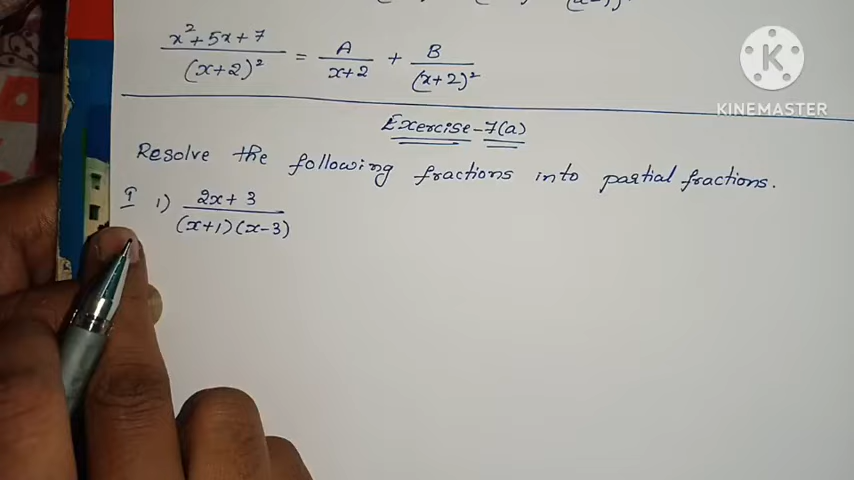 x²+5x+7 / (x+2)² = A / x+2 + B / (x+2)²
K
KINEMASTER
Exercise-7(a)
Resolve the following fractions into partial fractions.
I 1) 2x+3 / (x+1)(x-3)